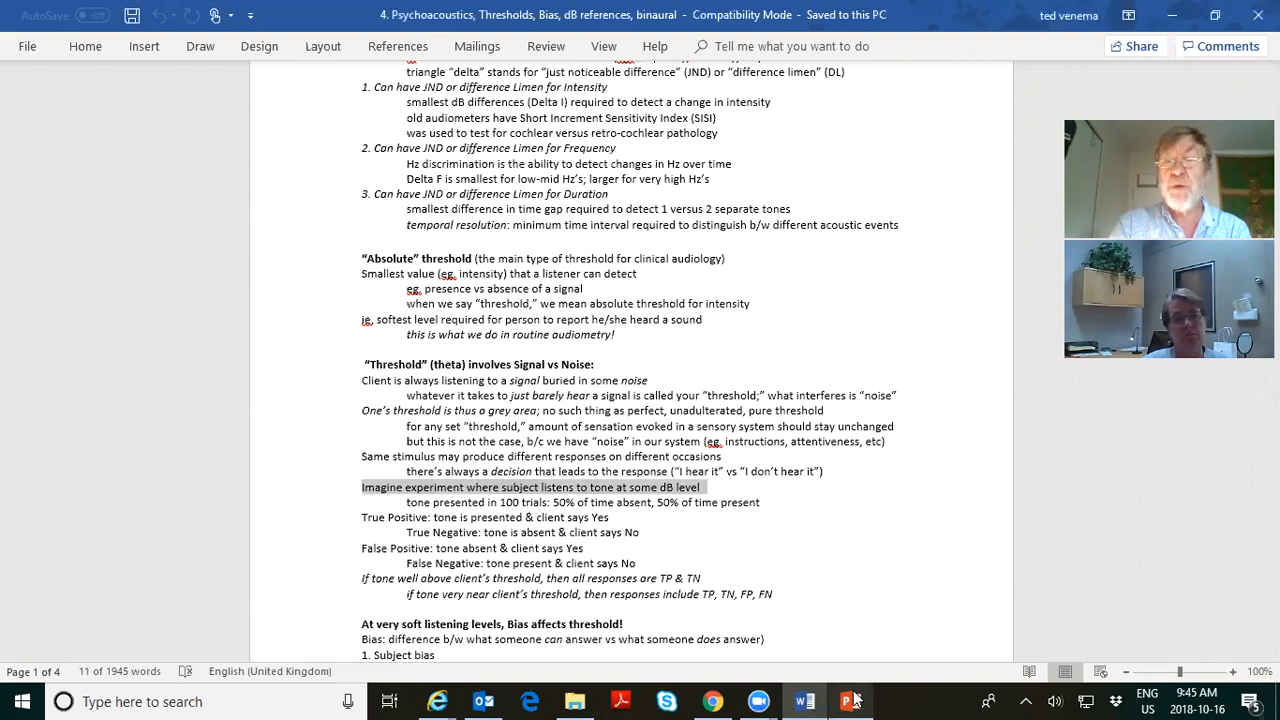 AutoSave Off
4. Psychoacoustics, Thresholds, Bias, dB references, binaural - Compatibility Mode - Saved to this PC
ted venema
File Home Insert Draw Design Layout References Mailings Review View Help Tell me what you want to do Share Comments
triangle “delta” stands for “just noticeable difference” (JND) or “difference limen” (DL)
1. Can have JND or difference Limen for Intensity
smallest dB differences (Delta I) required to detect a change in intensity
old audiometers have Short Increment Sensitivity Index (SISI)
was used to test for cochlear versus retro-cochlear pathology
2. Can have JND or difference Limen for Frequency
Hz discrimination is the ability to detect changes in Hz over time
Delta F is smallest for low-mid Hz’s; larger for very high Hz’s
3. Can have JND or difference Limen for Duration
smallest difference in time gap required to detect 1 versus 2 separate tones
temporal resolution: minimum time interval required to distinguish b/w different acoustic events
“Absolute” threshold (the main type of threshold for clinical audiology)
Smallest value (eg. intensity) that a listener can detect
eg. presence vs absence of a signal
when we say “threshold,” we mean absolute threshold for intensity
ie, softest level required for person to report he/she heard a sound
this is what we do in routine audiometry!
“Threshold” (theta) involves Signal vs Noise:
Client is always listening to a signal buried in some noise
whatever it takes to just barely hear a signal is called your “threshold;” what interferes is “noise”
One’s threshold is thus a grey area; no such thing as perfect, unadulterated, pure threshold
for any set “threshold,” amount of sensation evoked in a sensory system should stay unchanged
but this is not the case, b/c we have “noise” in our system (eg. instructions, attentiveness, etc)
Same stimulus may produce different responses on different occasions
there’s always a decision that leads to the response (“I hear it” vs “I don’t hear it”)
Imagine experiment where subject listens to tone at some dB level
tone presented in 100 trials: 50% of time absent, 50% of time present
True Positive: tone is presented & client says Yes
True Negative: tone is absent & client says No
False Positive: tone absent & client says Yes
False Negative: tone present & client says No
If tone well above client’s threshold, then all responses are TP & TN
if tone very near client’s threshold, then responses include TP, TN, FP, FN
At very soft listening levels, Bias affects threshold!
Bias: difference b/w what someone can answer vs what someone does answer)
1. Subject bias
Page 1 of 4 11 of 1945 words English (United Kingdom) 100%
Type here to search
ENG
US
9:45 AM
2018-10-16
5